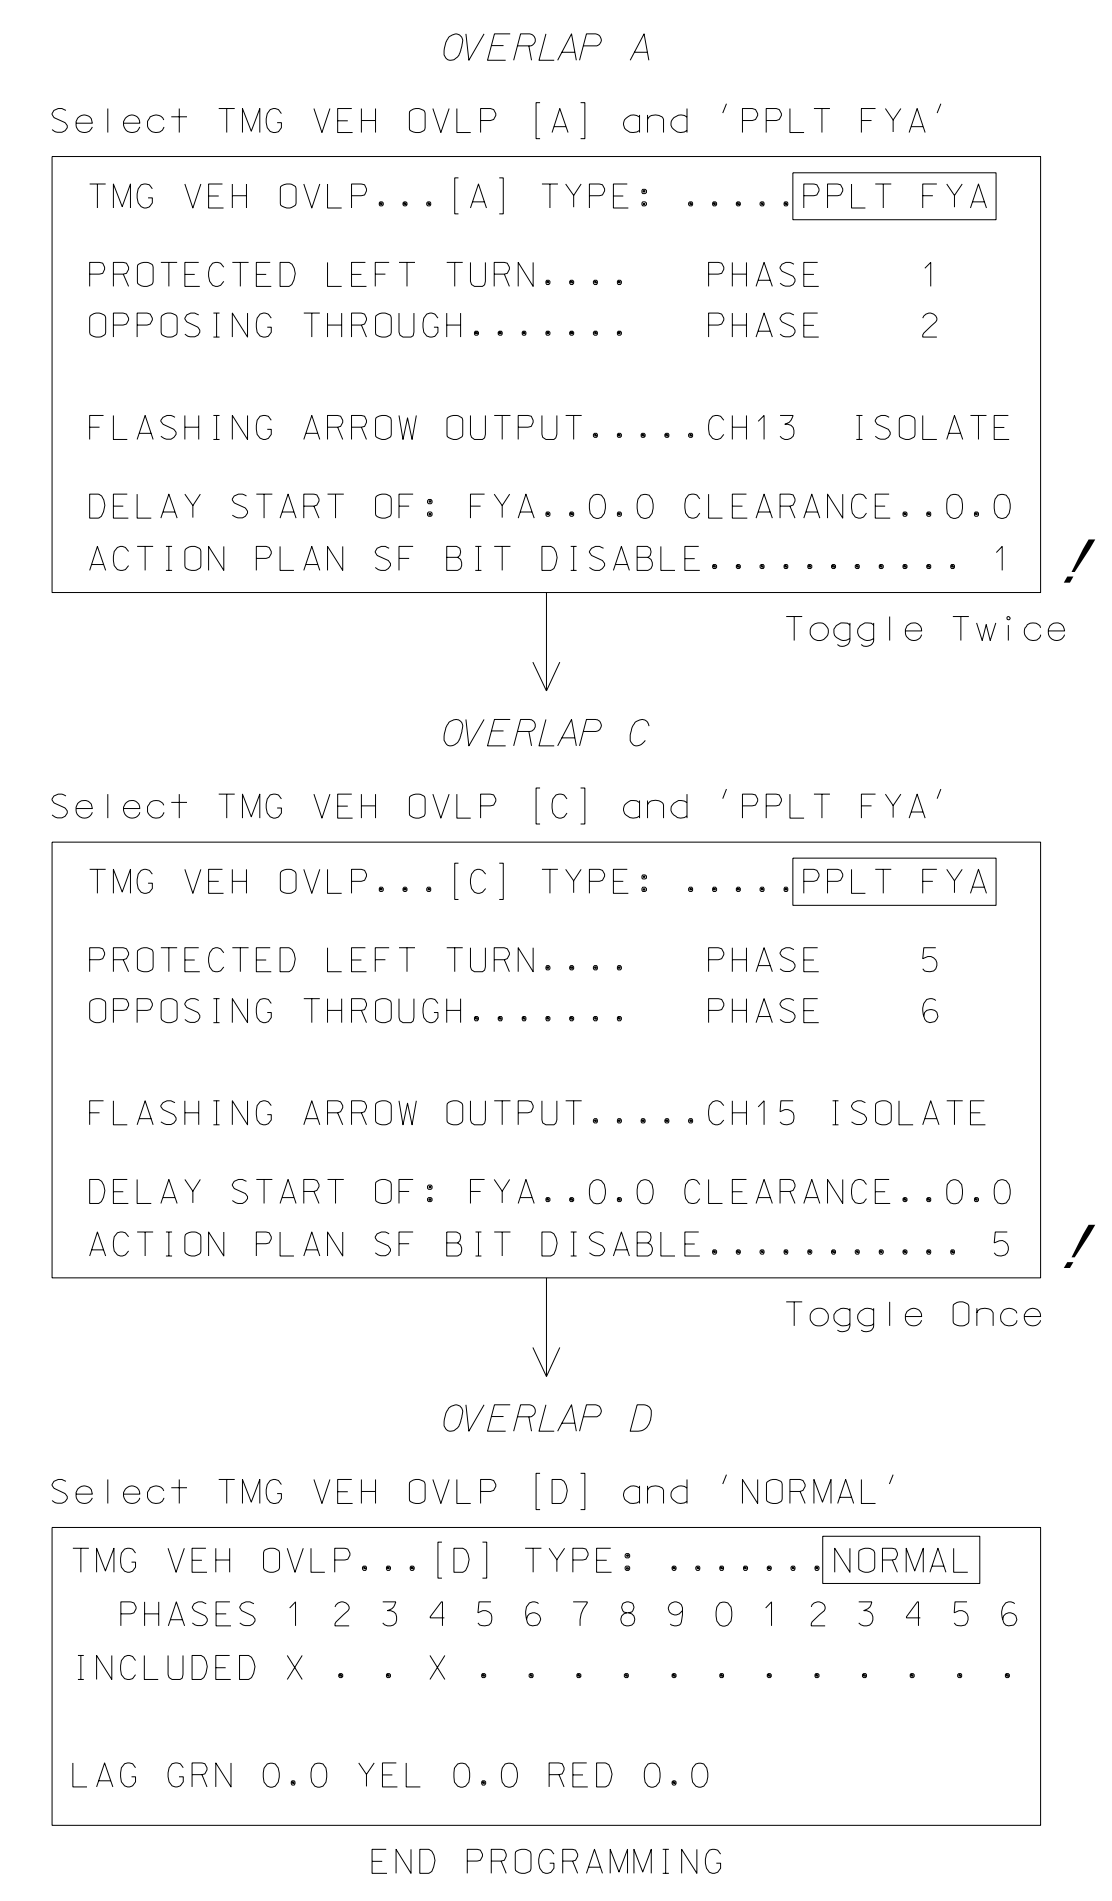 OVERLAP A
Select TMG VEH OVLP [A] and 'PPLT FYA'
TMG VEH OVLP...[A] TYPE: .....PPLT FYA
PROTECTED LEFT TURN.... PHASE 1
OPPOSING THROUGH....... PHASE 2
FLASHING ARROW OUTPUT.....CH13 ISOLATE
DELAY START OF: FYA..0.0 CLEARANCE..0.0
ACTION PLAN SF BIT DISABLE........... 1 !
Toggle Twice
OVERLAP C
Select TMG VEH OVLP [C] and 'PPLT FYA'
TMG VEH OVLP...[C] TYPE: .....PPLT FYA
PROTECTED LEFT TURN.... PHASE 5
OPPOSING THROUGH....... PHASE 6
FLASHING ARROW OUTPUT.....CH15 ISOLATE
DELAY START OF: FYA..0.0 CLEARANCE..0.0
ACTION PLAN SF BIT DISABLE........... 5 !
Toggle Once
OVERLAP D
Select TMG VEH OVLP [D] and 'NORMAL'
TMG VEH OVLP...[D] TYPE: .......NORMAL
PHASES 1 2 3 4 5 6 7 8 9 0 1 2 3 4 5 6
INCLUDED X . . X . . . . . . . . . . . .
LAG GRN 0.0 YEL 0.0 RED 0.0
END PROGRAMMING